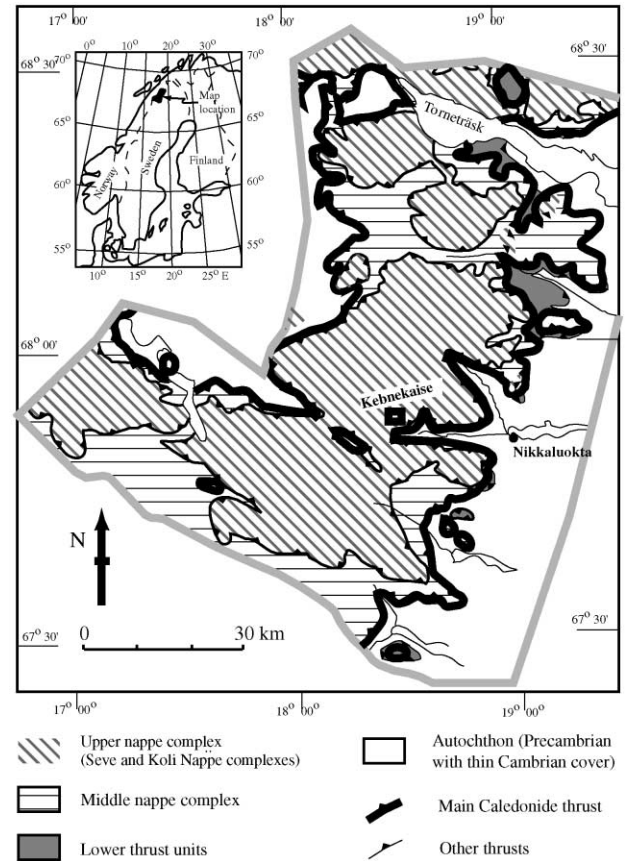 17° 00' 18° 00' 19° 00'
68° 30' 68° 30'
0° 10° 20° 30° 70°
70°
65° 65°
60° 60°
55° 55°
10° 15° 20° 25° E
Map
location
Norway
Sweden
Finland
Torneträsk
68° 00' 68° 00'
Kebnekaise
Nikkaluokta
N
0 30 km
67° 30' 67° 30'
17° 00' 18° 00' 19° 00'
Upper nappe complex
(Seve and Koli Nappe complexes)
Middle nappe complex
Lower thrust units
Autochthon (Precambrian
with thin Cambrian cover)
Main Caledonide thrust
Other thrusts